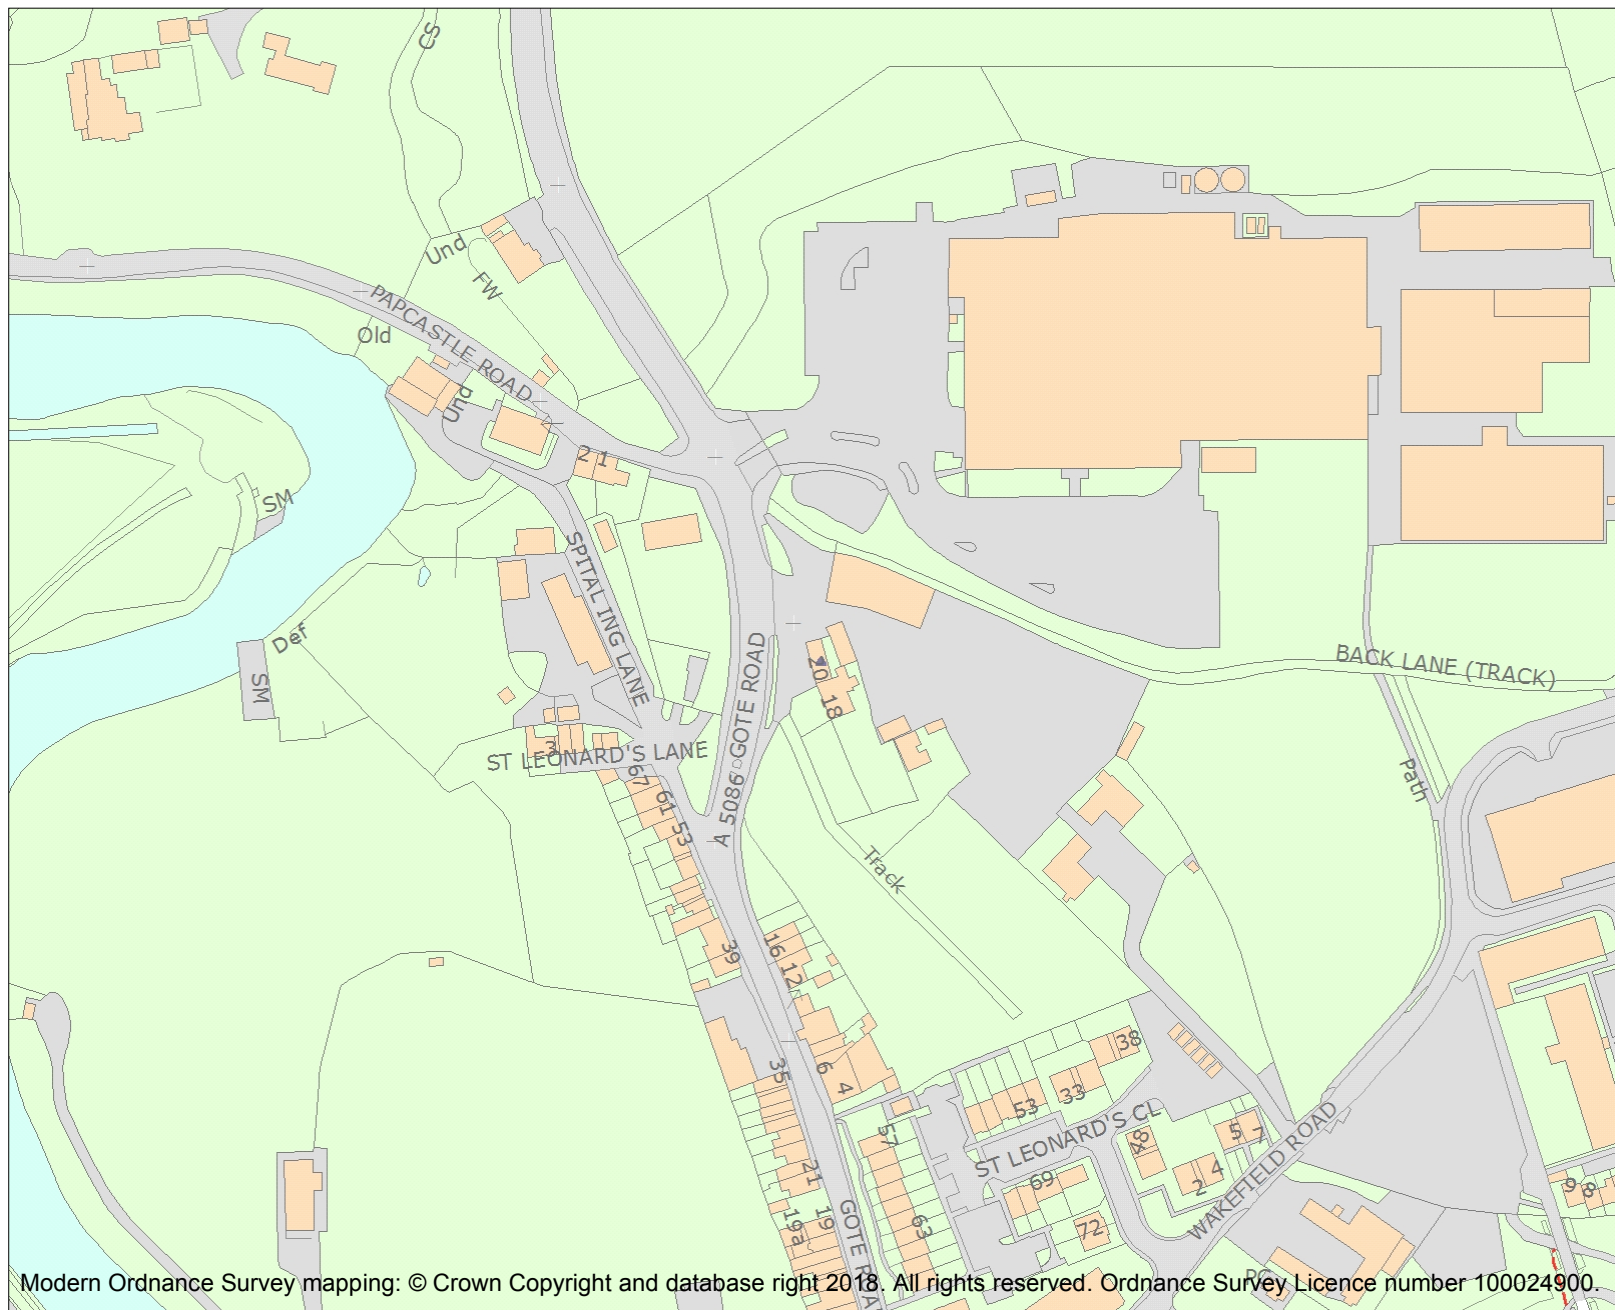 CS
Und
FW
PAPCASTLE ROAD
Old
Und
2 1
SM
SPITAL ING LANE
Def
SM
20
18
A 5086 GOTE ROAD
BACK LANE (TRACK)
3
ST LEONARD'S LANE
67
61
53
Path
Track
39
16
12
35
6
4
38
33
53
57
ST LEONARD'S CL
48
5
7
4
2
WAKEFIELD ROAD
69
72
63
21
19
19a
GOTE ROA
9
8
PC
Modern Ordnance Survey mapping: © Crown Copyright and database right 2018. All rights reserved. Ordnance Survey Licence number 100024900.